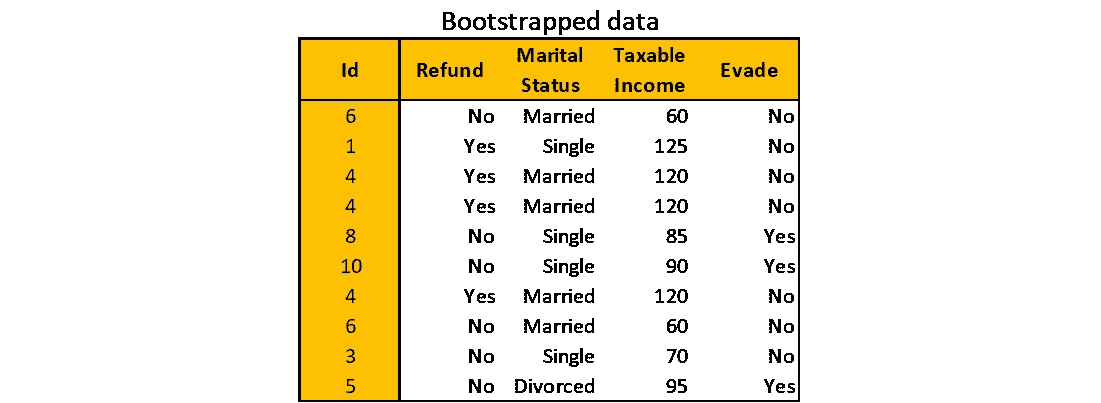 Bootstrapped data
Id Refund Marital Status Taxable Income Evade
6 No Married 60 No
1 Yes Single 125 No
4 Yes Married 120 No
4 Yes Married 120 No
8 No Single 85 Yes
10 No Single 90 Yes
4 Yes Married 120 No
6 No Married 60 No
3 No Single 70 No
5 No Divorced 95 Yes